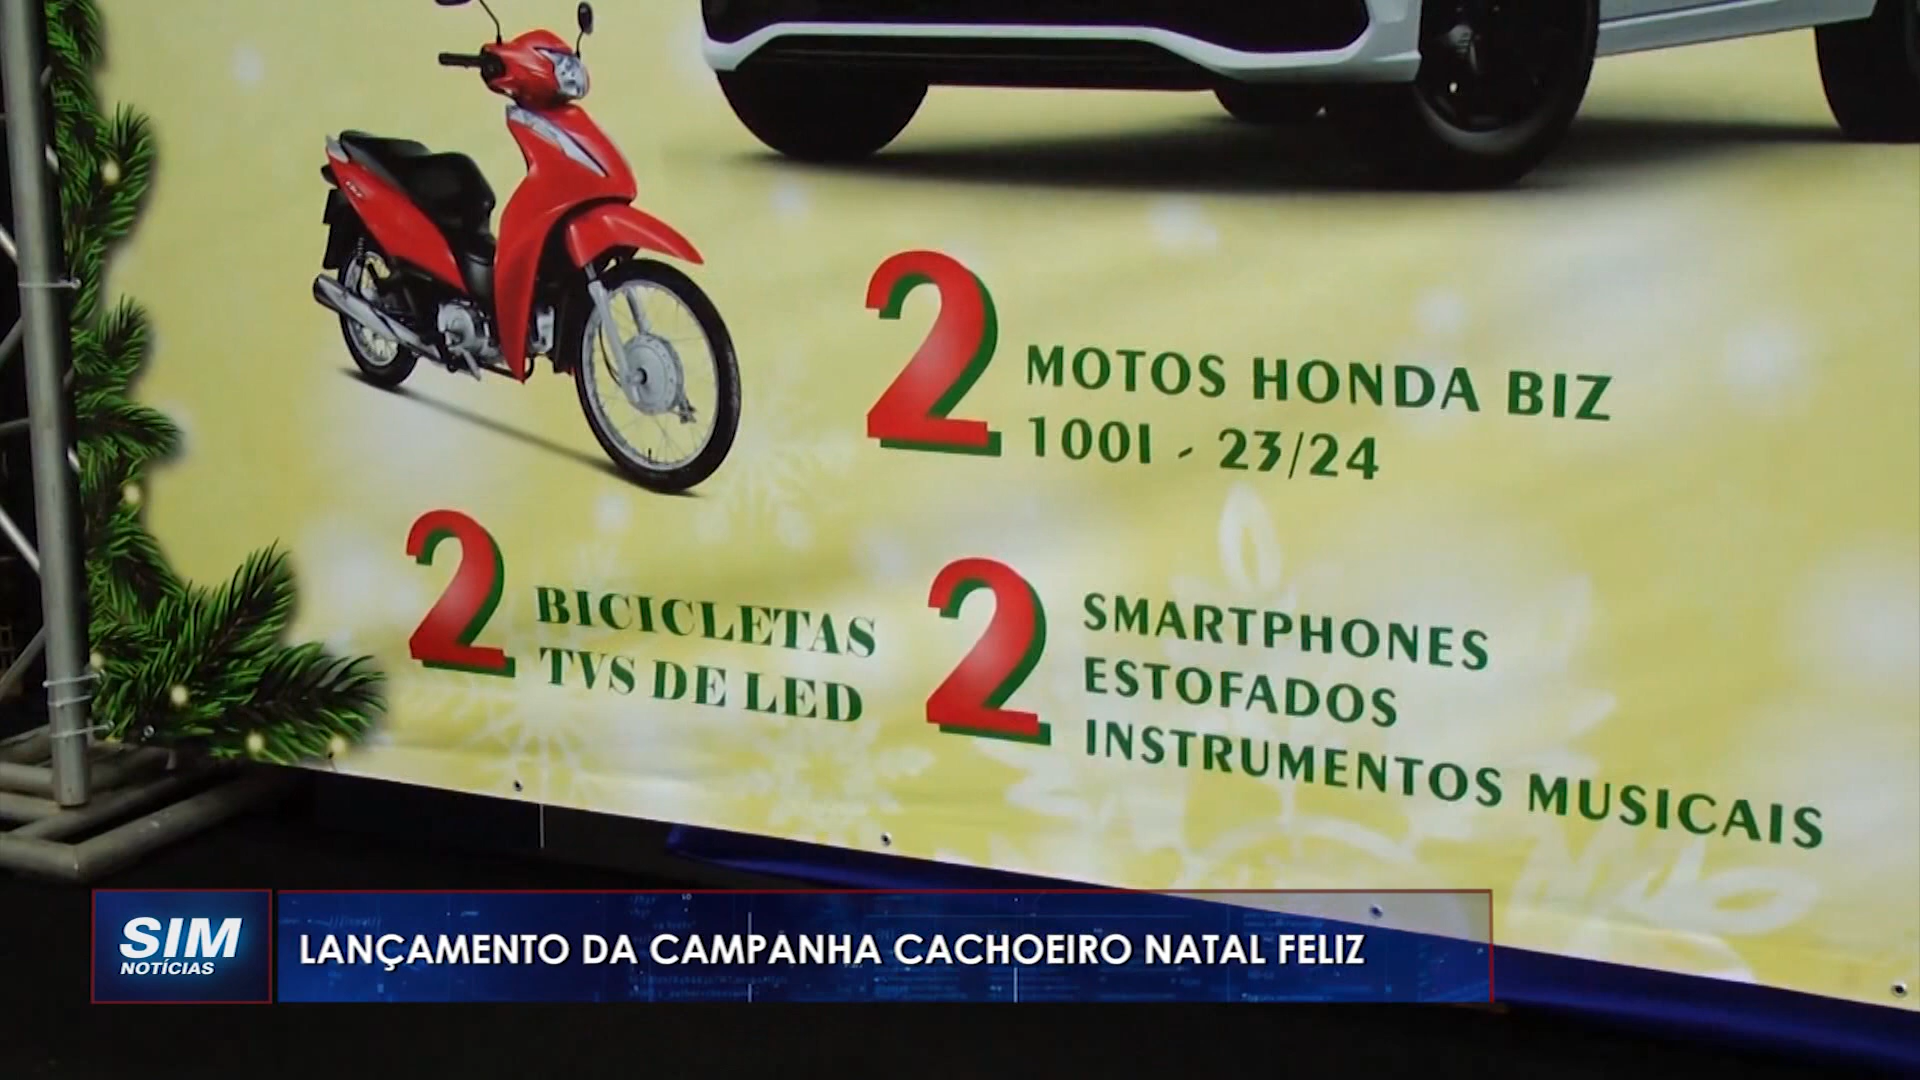 2
MOTOS HONDA BIZ
100I - 23/24
2
BICICLETAS
TVS DE LED
2
SMARTPHONES
ESTOFADOS
INSTRUMENTOS MUSICAIS
SIM
NOTÍCIAS
LANÇAMENTO DA CAMPANHA CACHOEIRO NATAL FELIZ